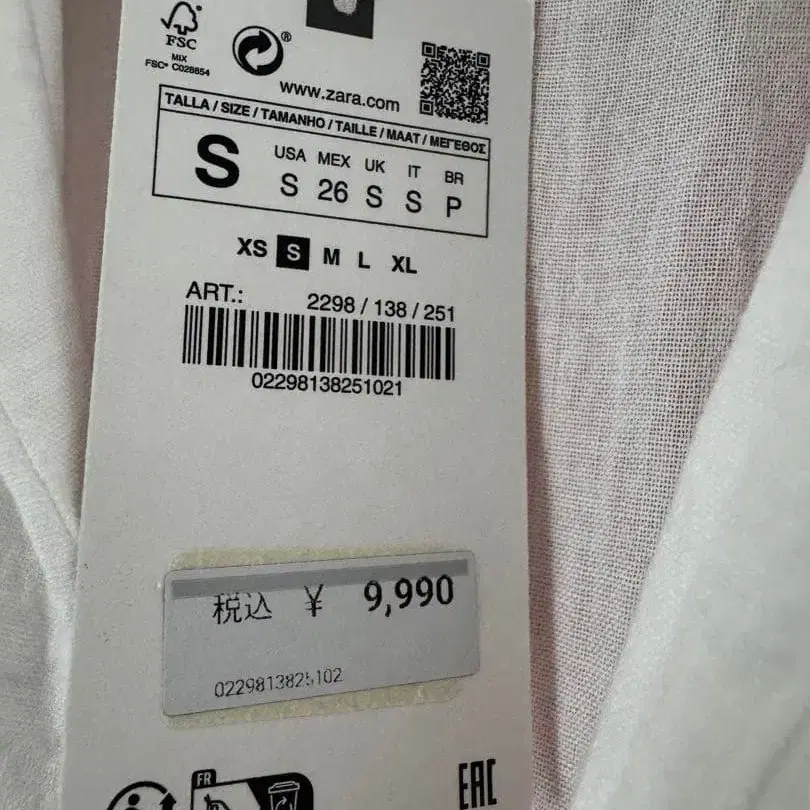 FSC
MIX
FSC® C028854
®
www.zara.com
TALLA / SIZE / TAMANHO / TAILLE / MAAT / ΜΕΓΕΘΟΣ
S
USA MEX UK IT BR
S 26 S S P
XS S M L XL
ART.: 2298 / 138 / 251
02298138251021
税込 ¥ 9,990
0229813825102
FR
EAC